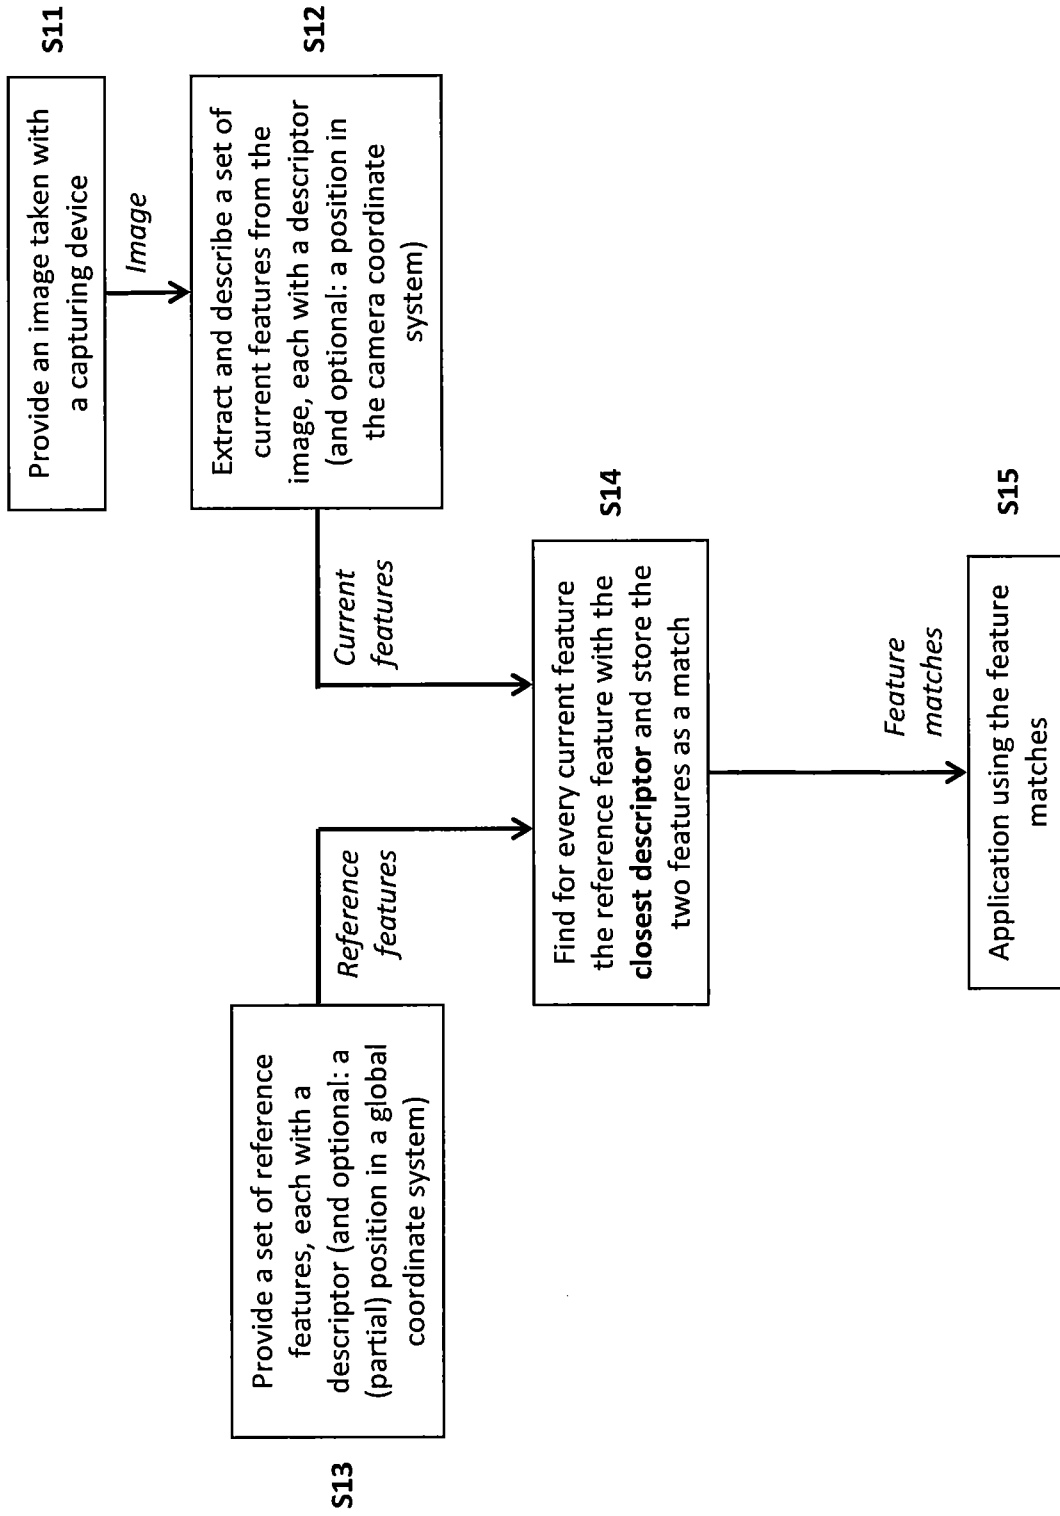 S11
Provide an image taken with
a capturing device
Image
S12
Extract and describe a set of
current features from the
image, each with a descriptor
(and optional: a position in
the camera coordinate
system)
Current
features
S13
Provide a set of reference
features, each with a
descriptor (and optional: a
(partial) position in a global
coordinate system)
Reference
features
S14
Find for every current feature
the reference feature with the
closest descriptor and store the
two features as a match
Feature
matches
S15
Application using the feature
matches